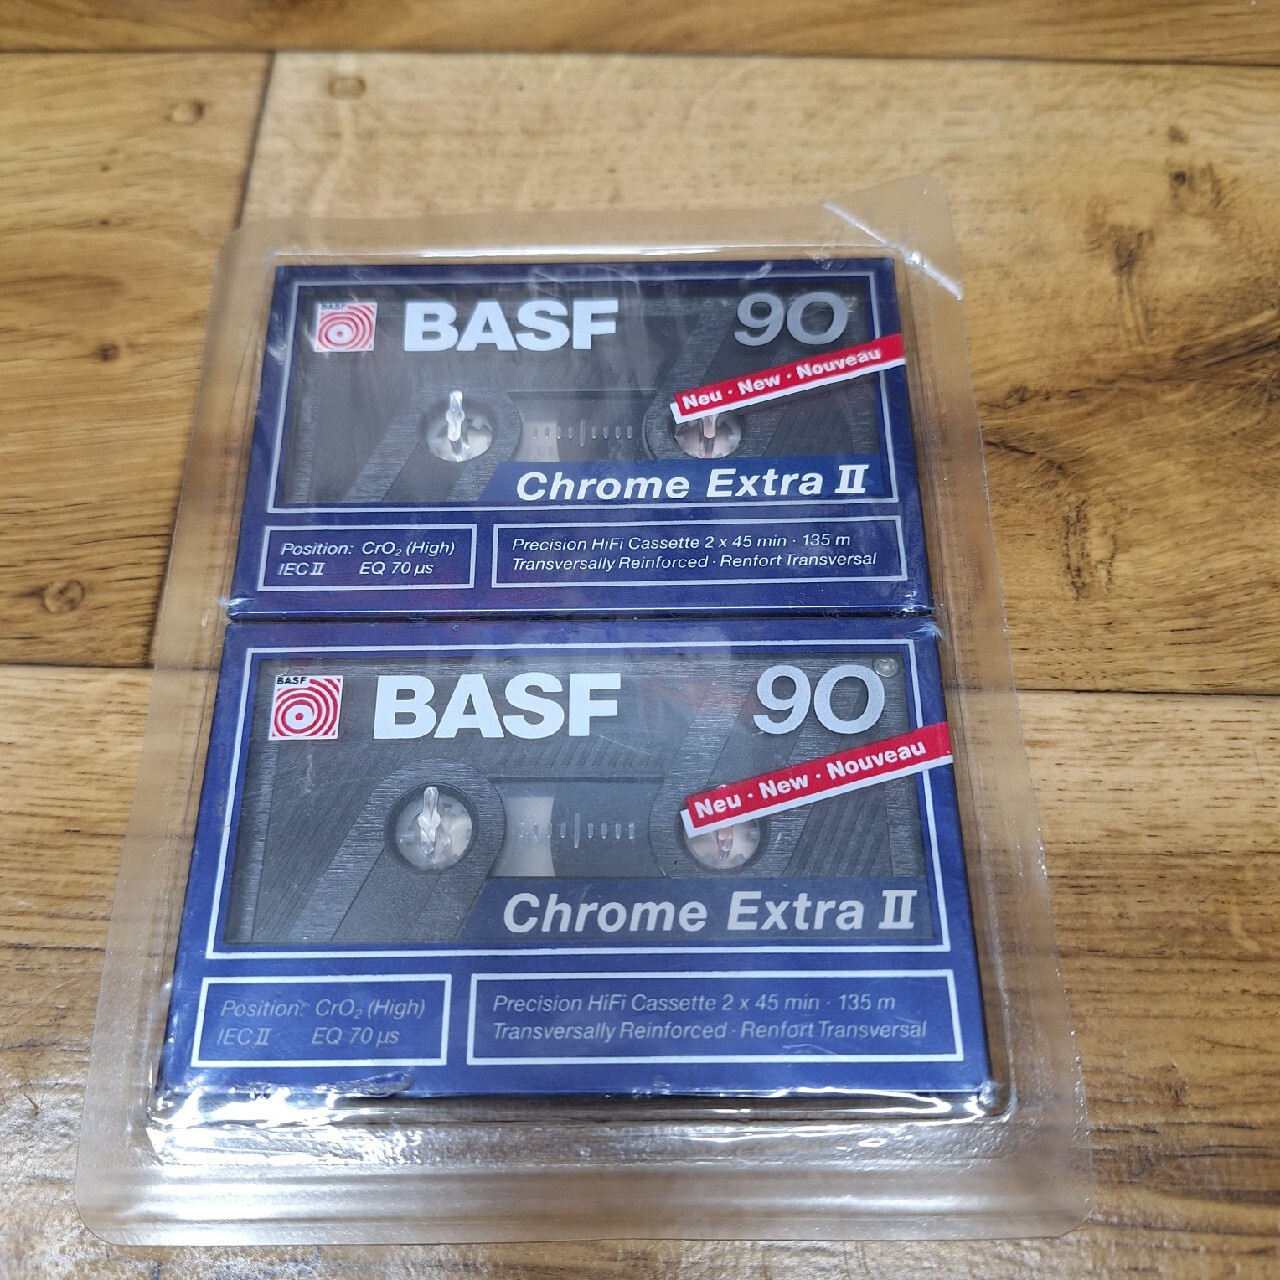 BASF
BASF 90
Neu · New · Nouveau
Chrome Extra II
Position: CrO₂ (High)
IEC II EQ 70 µs
Precision HiFi Cassette 2 x 45 min · 135 m
Transversally Reinforced · Renfort Transversal
BASF
BASF 90
Neu · New · Nouveau
Chrome Extra II
Position: CrO₂ (High)
IEC II EQ 70 µs
Precision HiFi Cassette 2 x 45 min · 135 m
Transversally Reinforced · Renfort Transversal